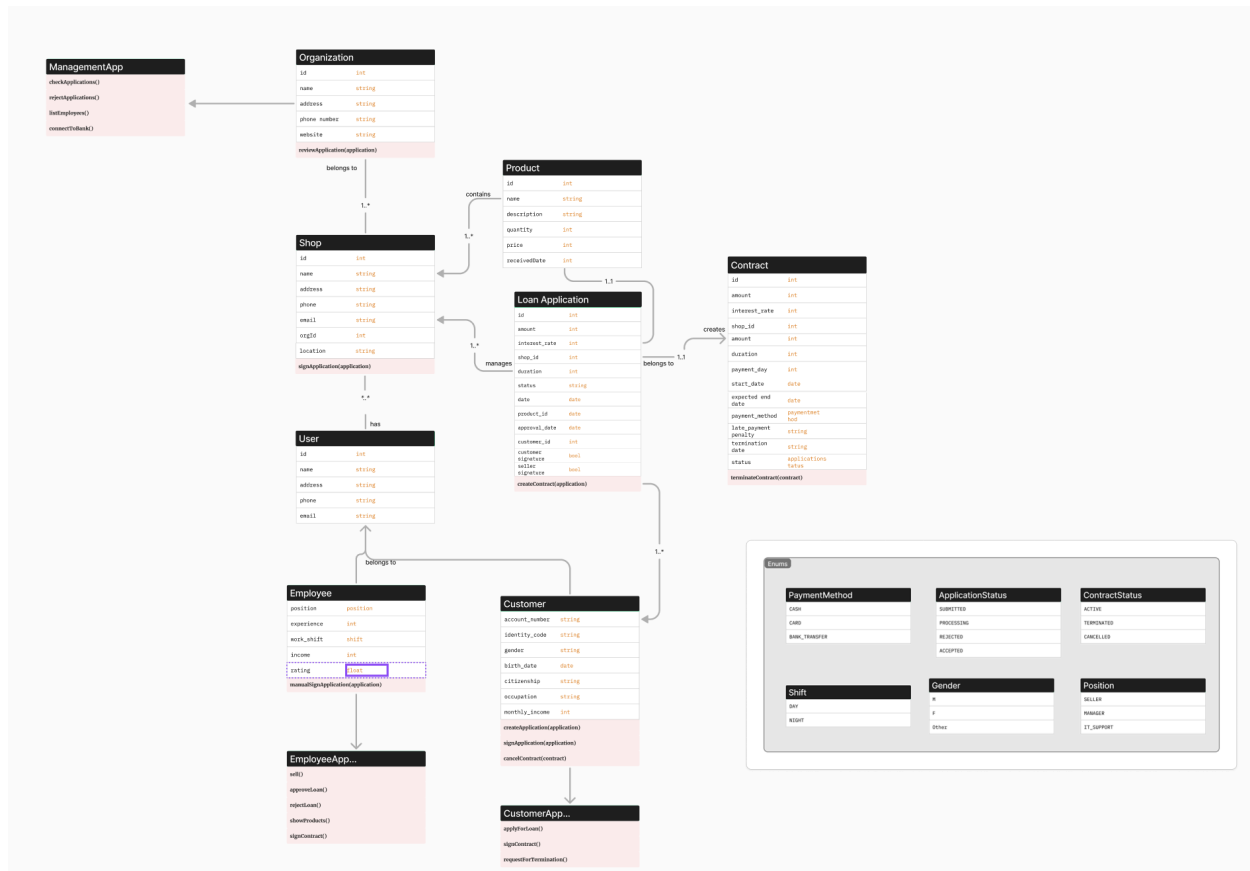 ManagementApp
checkApplications()
rejectApplications()
listEmployees()
connectToBank()
Organization
id int
name string
address string
phone number string
website string
reviewApplication(application)
belongs to
1..*
Product
id int
name string
description string
quantity int
price int
receivedDate int
contains
1..*
1..1
Shop
id int
name string
address string
phone string
email string
orgId int
location string
signApplication(application)
*..*
has
Loan Application
id int
amount int
interest_rate int
shop_id int
duration int
status string
date date
product_id date
approval_date date
customer_id int
customer signature bool
seller signature bool
createContract(application)
1..*
manages
belongs to
1..1
creates
Contract
id int
amount int
interest_rate int
shop_id int
amount int
duration int
payment_day int
start_date date
expected end date date
payment_method paymentmet
hod
late_payment penalty string
termination date string
status applications
tatus
terminateContract(contract)
User
id int
name string
address string
phone string
email string
belongs to
1..*
Employee
position position
experience int
work_shift shift
income int
rating float
manualSignApplication(application)
Customer
account_number string
identity_code string
gender string
birth_date date
citizenship string
occupation string
monthly_income int
createApplication(application)
signApplication(application)
cancelContract(contract)
EmployeeApp...
sell()
approveLoan()
rejectLoan()
showProducts()
signContract()
CustomerApp...
applyForLoan()
signContract()
requestForTermination()
Enums
PaymentMethod
CASH
CARD
BANK_TRANSFER
ApplicationStatus
SUBMITTED
PROCESSING
REJECTED
ACCEPTED
ContractStatus
ACTIVE
TERMINATED
CANCELLED
Shift
DAY
NIGHT
Gender
M
F
Other
Position
SELLER
MANAGER
IT_SUPPORT